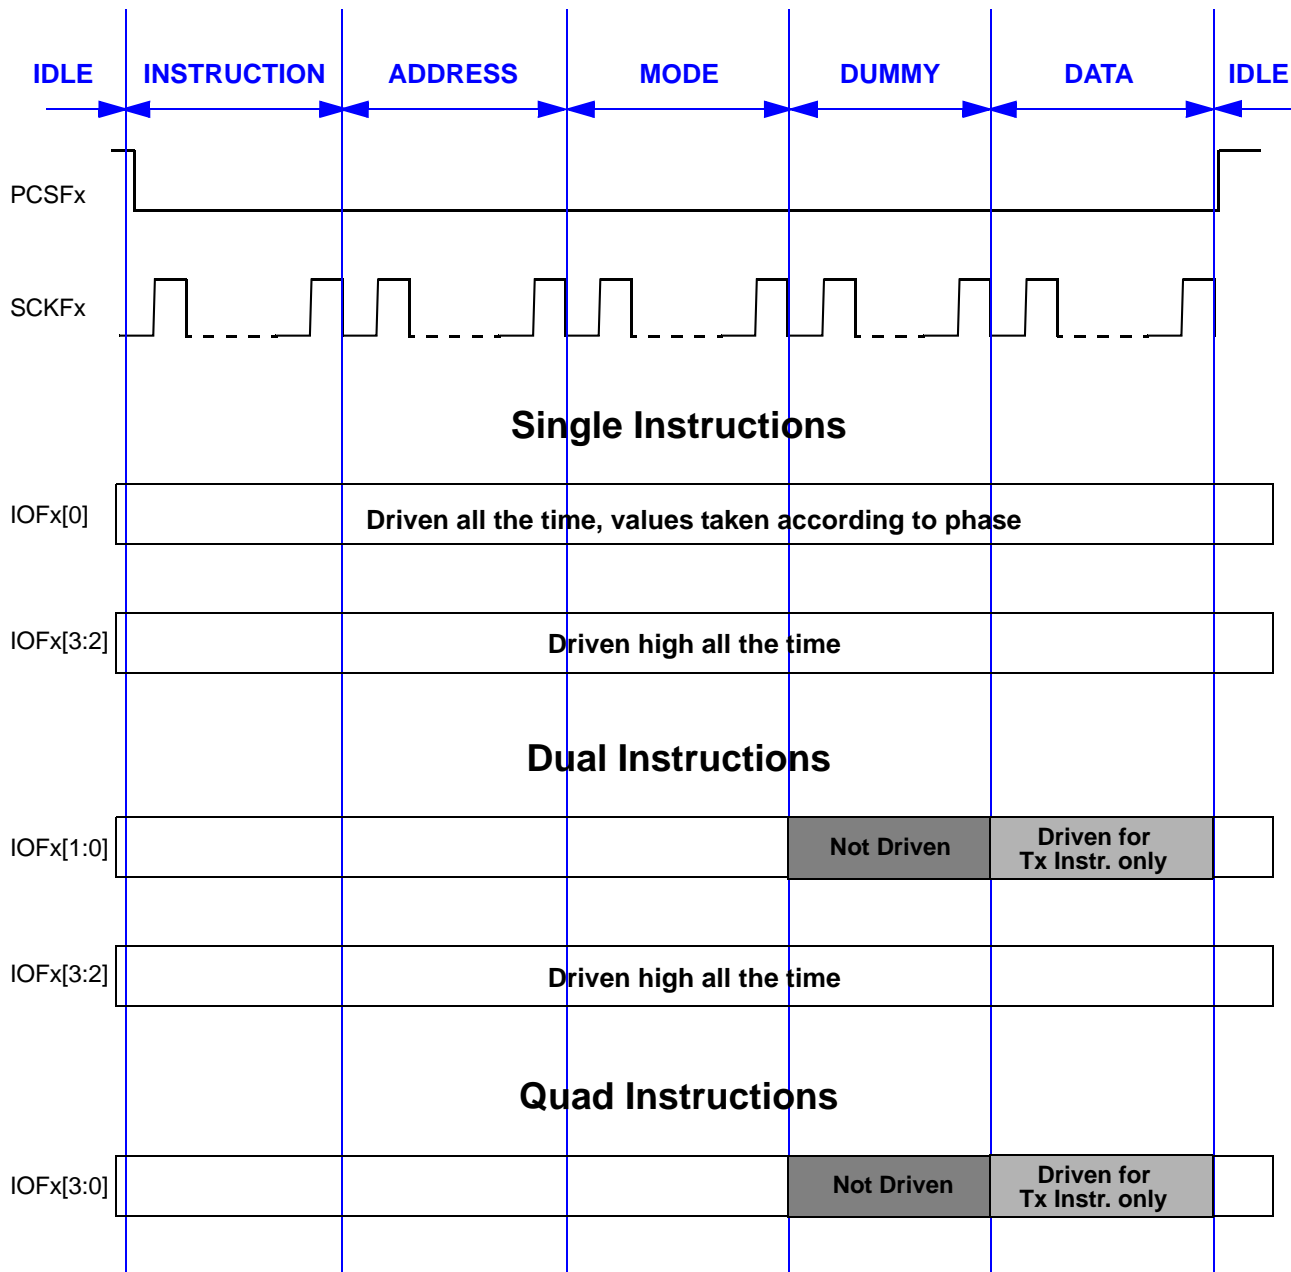 IDLE INSTRUCTION ADDRESS MODE DUMMY DATA IDLE
PCSFx
SCKFx
Single Instructions
IOFx[0] Driven all the time, values taken according to phase
IOFx[3:2] Driven high all the time
Dual Instructions
IOFx[1:0] Not Driven Driven for
Tx Instr. only
IOFx[3:2] Driven high all the time
Quad Instructions
IOFx[3:0] Not Driven Driven for
Tx Instr. only